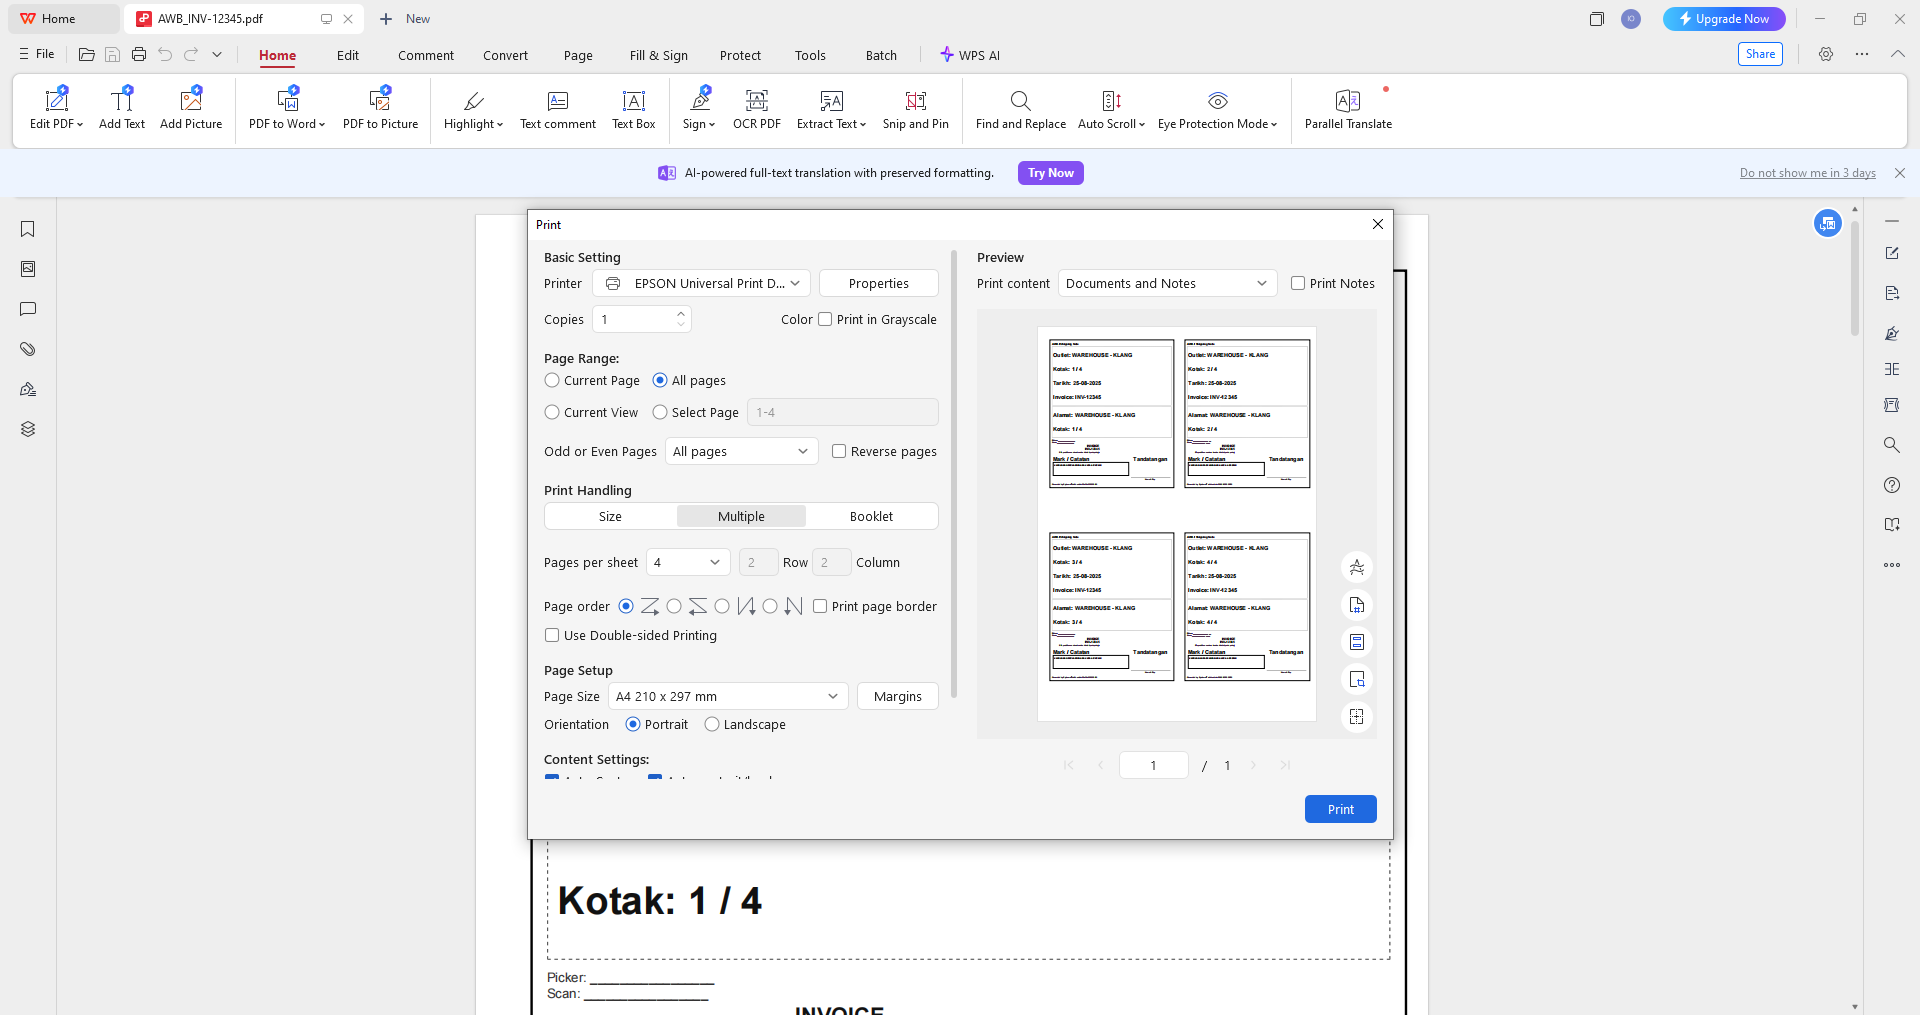 Home
AWB_INV-12345.pdf
New
Upgrade Now
File
Home
Edit
Comment
Convert
Page
Fill & Sign
Protect
Tools
Batch
WPS AI
Share
Edit PDF
Add Text
Add Picture
PDF to Word
PDF to Picture
Highlight
Text comment
Text Box
Sign
OCR PDF
Extract Text
Snip and Pin
Find and Replace
Auto Scroll
Eye Protection Mode
Parallel Translate
AI-powered full-text translation with preserved formatting.
Try Now
Do not show me in 3 days
Print
Basic Setting
Printer
EPSON Universal Print D...
Properties
Copies
1
Color
Print in Grayscale
Page Range:
Current Page
All pages
Current View
Select Page
1-4
Odd or Even Pages
All pages
Reverse pages
Print Handling
Size
Multiple
Booklet
Pages per sheet
4
2
Row
2
Column
Page order
Print page border
Use Double-sided Printing
Page Setup
Page Size
A4 210 x 297 mm
Margins
Orientation
Portrait
Landscape
Content Settings:
Preview
Print content
Documents and Notes
Print Notes
Outlet: WAREHOUSE - KLANG
Kotak: 1 / 4
Tarikh: 25-08-2025
Invoice: INV-12345
Alamat: WAREHOUSE - KLANG
Kotak: 1 / 4
Mark / Catatan
Tandatangan
Outlet: WAREHOUSE - KLANG
Kotak: 2 / 4
Tarikh: 25-08-2025
Invoice: INV-12345
Alamat: WAREHOUSE - KLANG
Kotak: 2 / 4
Mark / Catatan
Tandatangan
Outlet: WAREHOUSE - KLANG
Kotak: 3 / 4
Tarikh: 25-08-2025
Invoice: INV-12345
Alamat: WAREHOUSE - KLANG
Kotak: 3 / 4
Mark / Catatan
Tandatangan
Outlet: WAREHOUSE - KLANG
Kotak: 4 / 4
Tarikh: 25-08-2025
Invoice: INV-12345
Alamat: WAREHOUSE - KLANG
Kotak: 4 / 4
Mark / Catatan
Tandatangan
1 / 1
Print
Kotak: 1 / 4
Picker: _________________
Scan: _________________
INVOICE